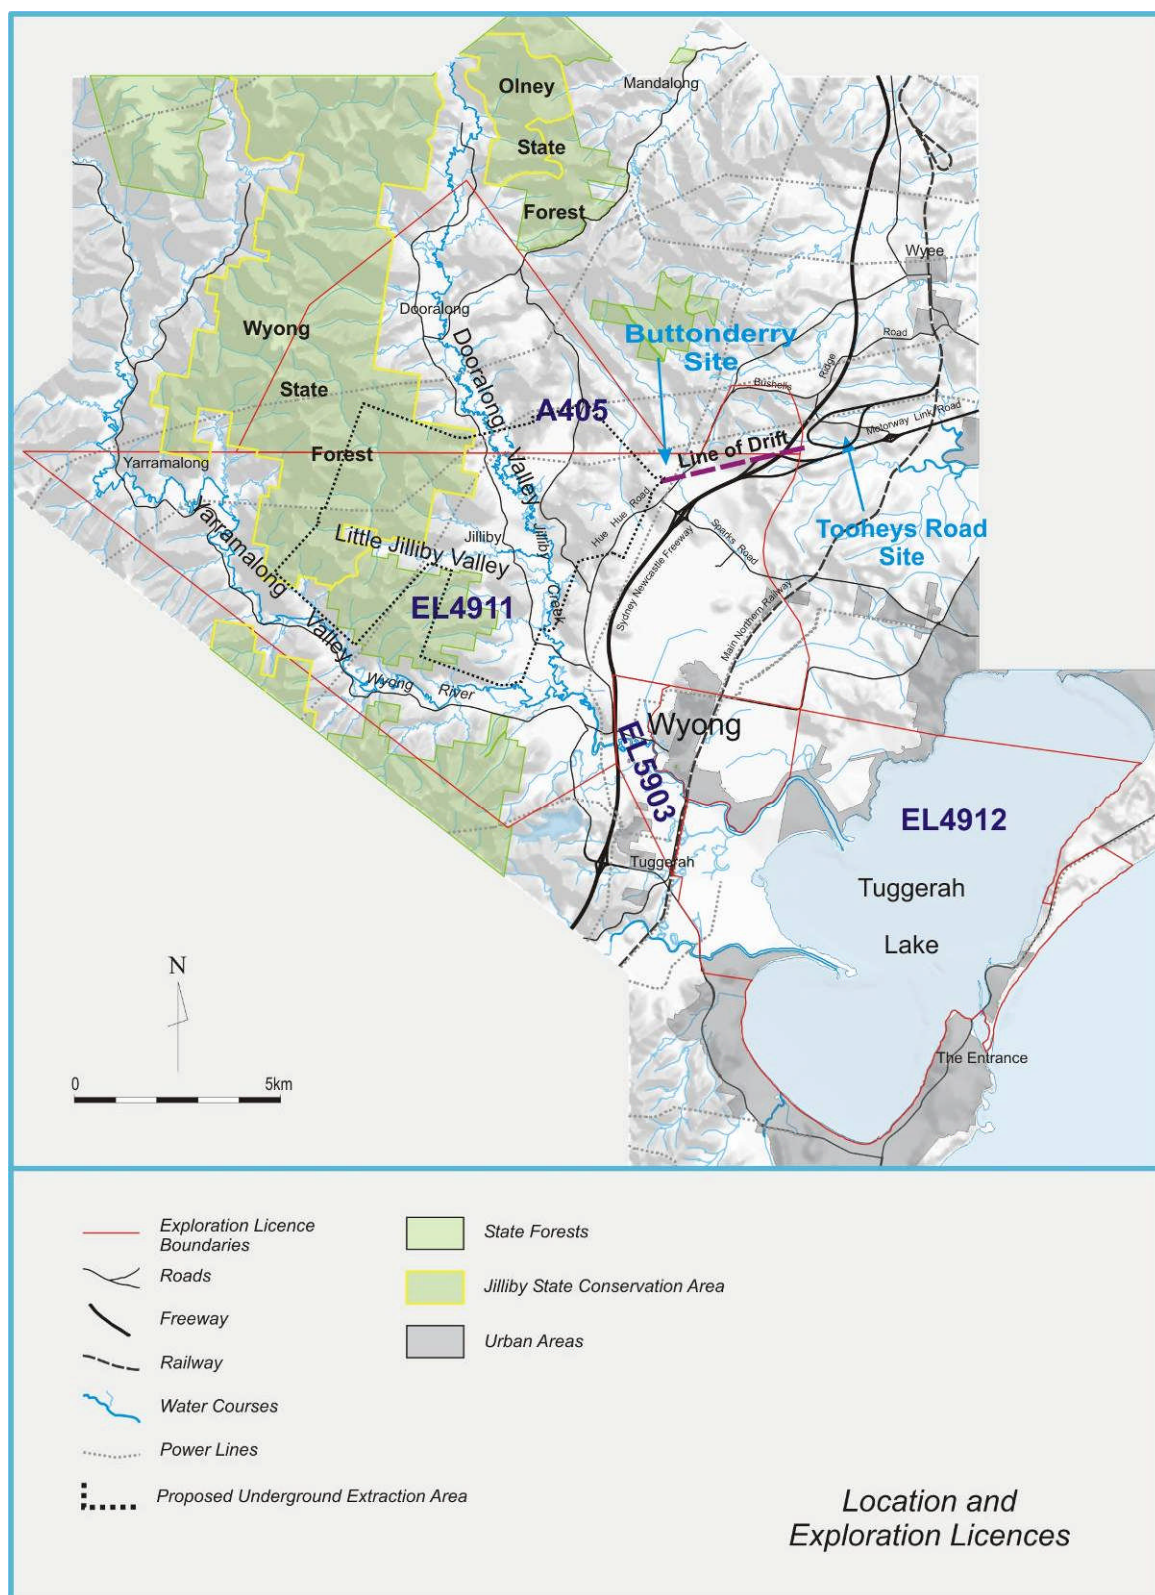 Olney
State
Forest
Mandalong
Wyee
Dooralong
Wyong
State
Forest
Buttonderry
Site
Dooralong
Valley
A405
Bushells
Ridge
Road
Motorway Link Road
Line of Drift
Yarramalong
Yarramalong
Valley
Hue Hue Road
Jilliby
Jilliby
Creek
Little Jilliby Valley
Sparks Road
Tooheys Road
Site
EL4911
Sydney Newcastle Freeway
Main Northern Railway
Wyong River
Wyong
EL5903
EL4912
Tuggerah
Tuggerah
Lake
The Entrance
N
0 5km
Exploration Licence
Boundaries
Roads
Freeway
Railway
Water Courses
Power Lines
Proposed Underground Extraction Area
State Forests
Jilliby State Conservation Area
Urban Areas
Location and
Exploration Licences